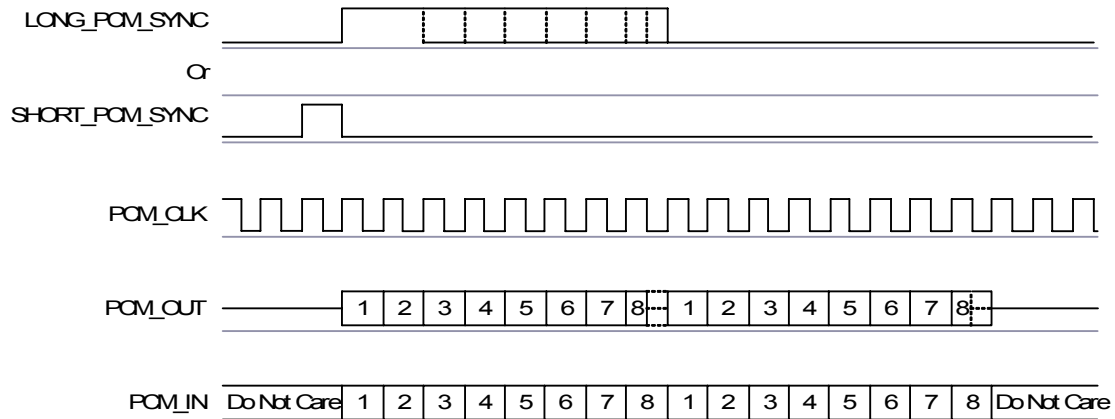 LONG_PCM_SYNC
Or
SHORT_PCM_SYNC
PCM_CLK
PCM_OUT 1 2 3 4 5 6 7 8 1 2 3 4 5 6 7 8
PCM_IN Do Not Care 1 2 3 4 5 6 7 8 1 2 3 4 5 6 7 8 Do Not Care